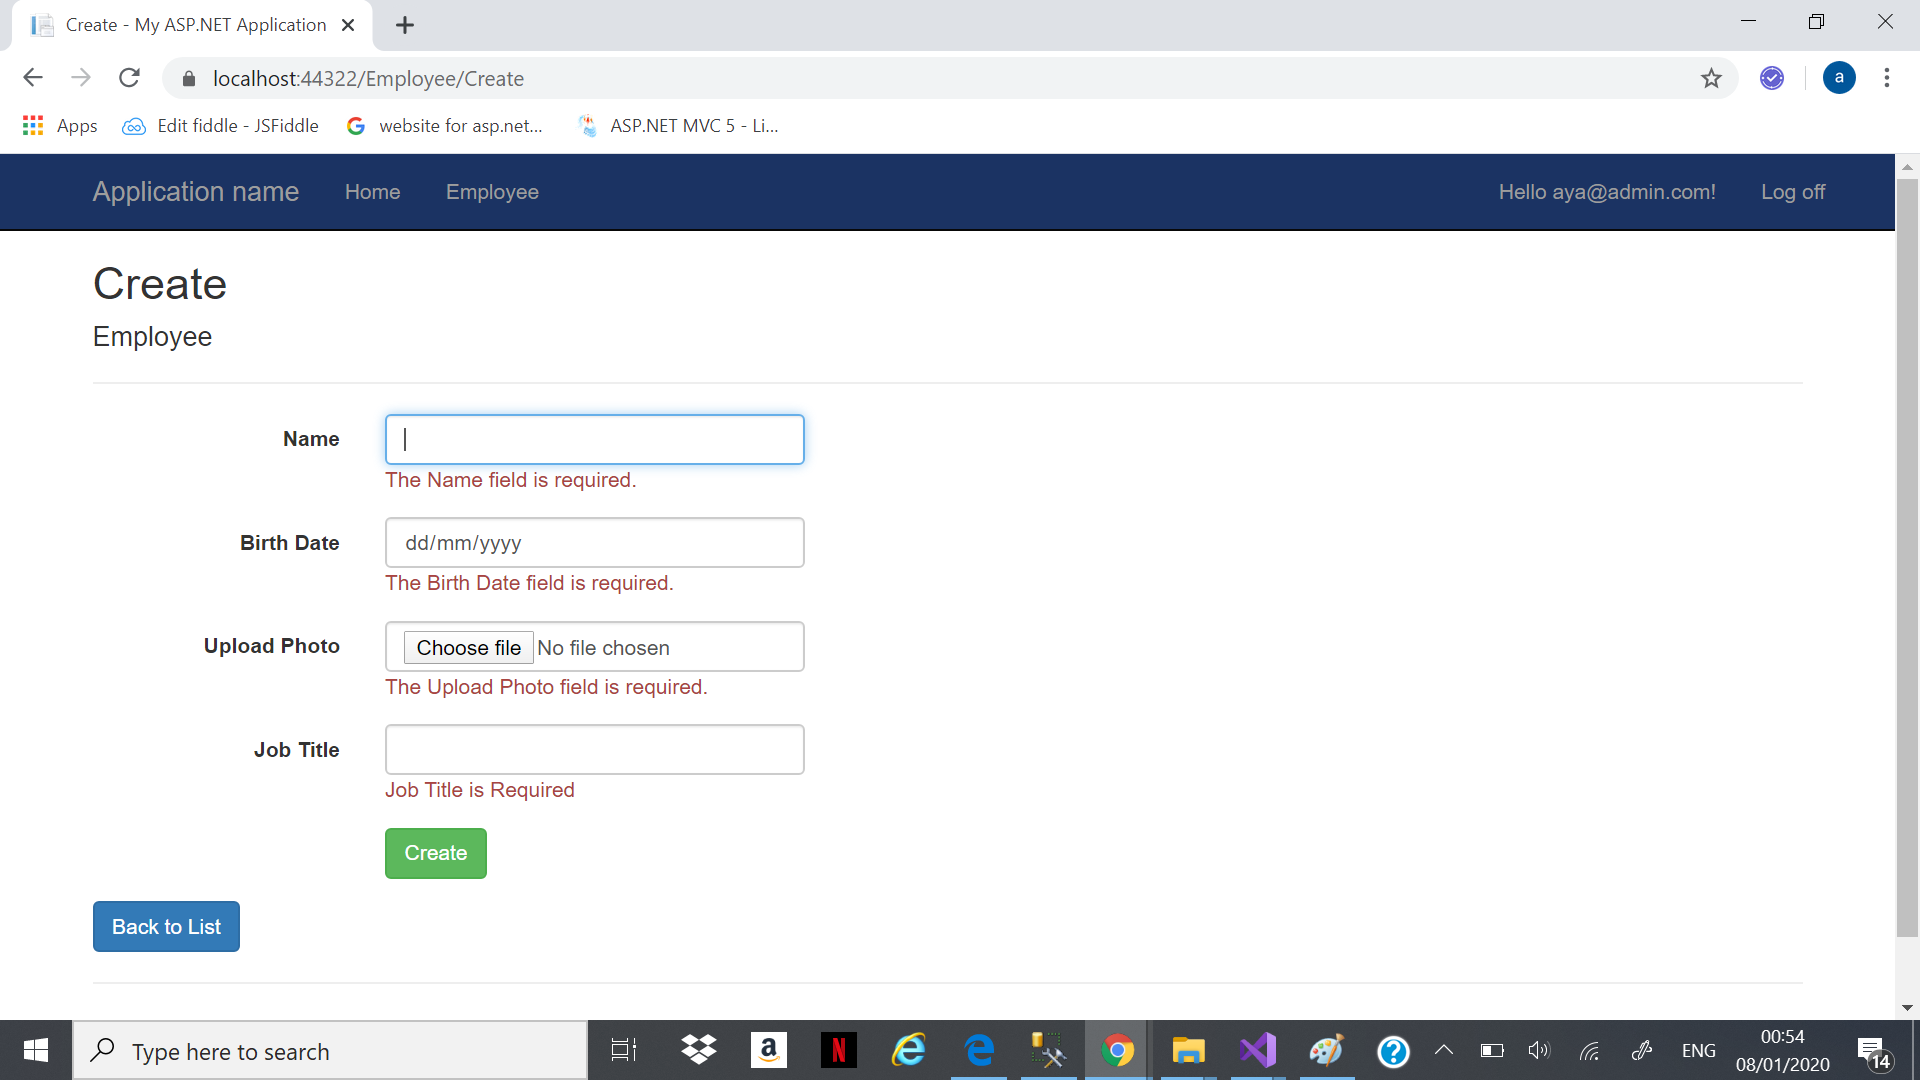 Create - My ASP.NET Application
localhost:44322/Employee/Create
a
Apps
Edit fiddle - JSFiddle
website for asp.net...
ASP.NET MVC 5 - Li...
Application name
Home
Employee
Hello aya@admin.com!
Log off
Create
Employee
Name
The Name field is required.
Birth Date
dd/mm/yyyy
The Birth Date field is required.
Upload Photo
Choose file No file chosen
The Upload Photo field is required.
Job Title
Job Title is Required
Create
Back to List
Type here to search
a
N
ENG
00:54
08/01/2020
14